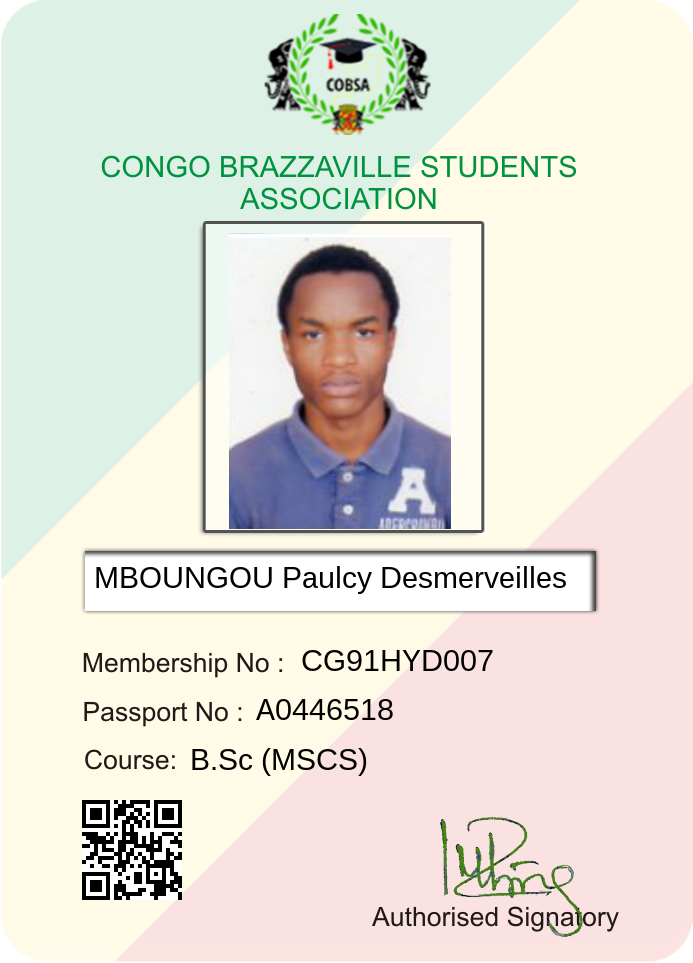 COBSA
CONGO BRAZZAVILLE STUDENTS
ASSOCIATION
A
MBOUNGOU Paulcy Desmerveilles
Membership No : CG91HYD007
Passport No : A0446518
Course: B.Sc (MSCS)
Authorised Signatory